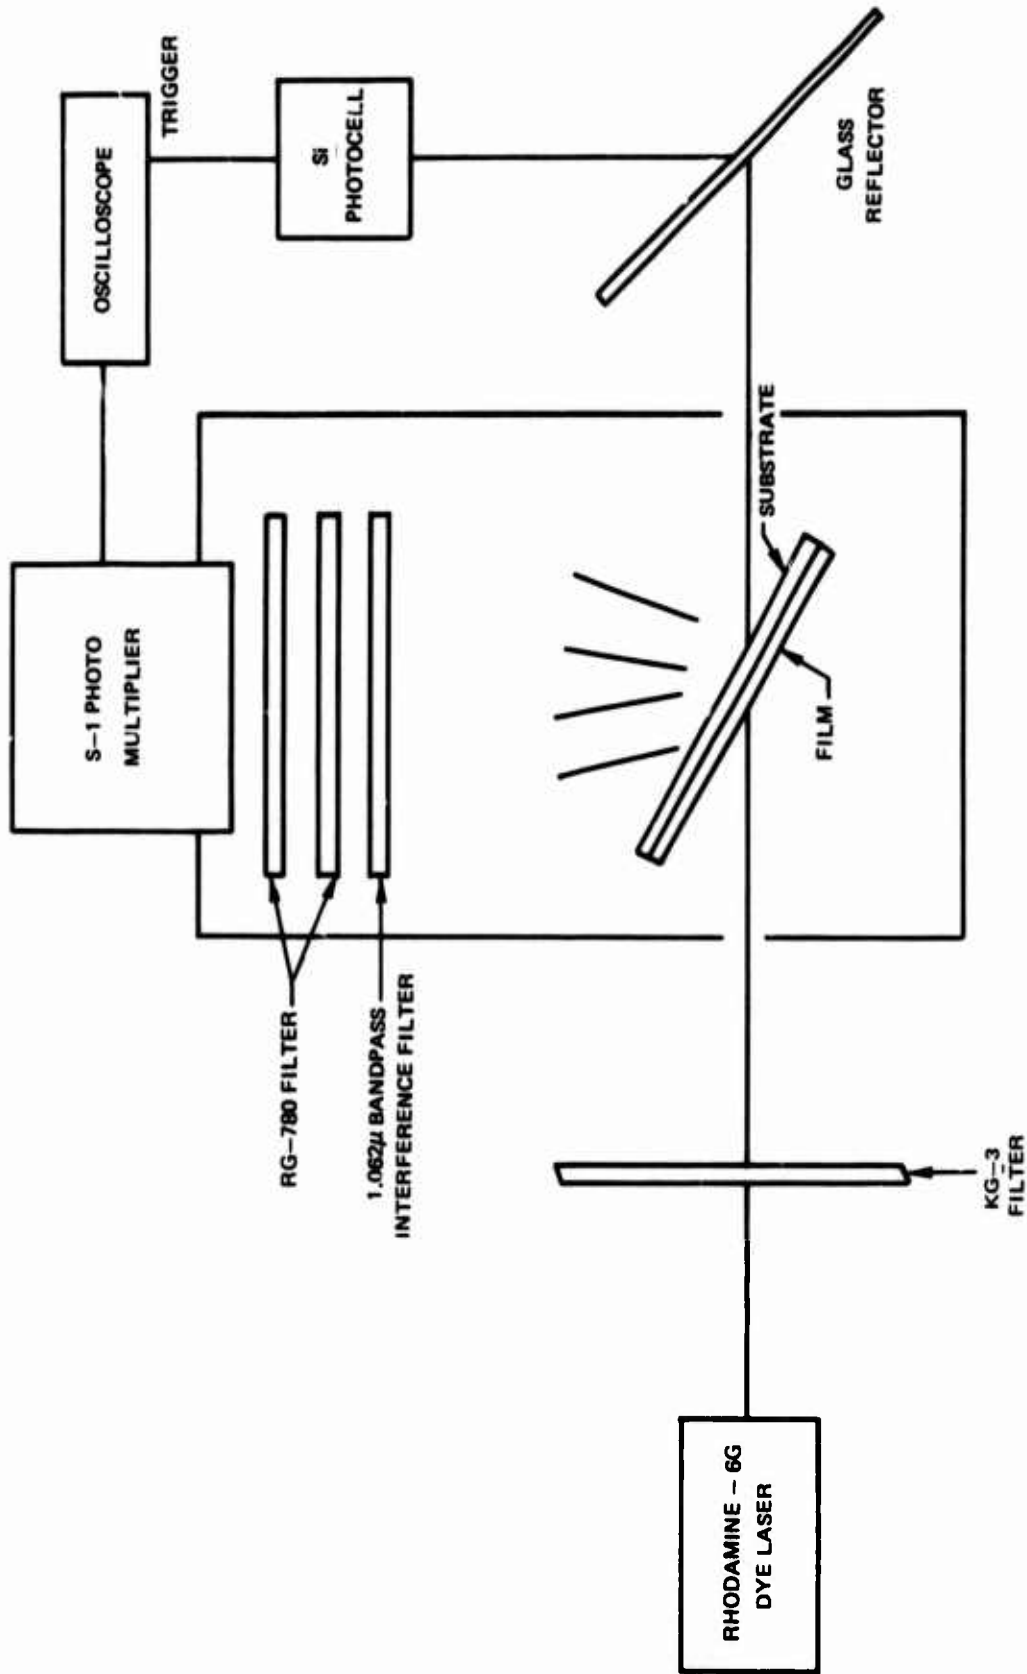 S-1 PHOTO
MULTIPLIER
OSCILLOSCOPE
TRIGGER
Si
PHOTOCELL
GLASS
REFLECTOR
RG-780 FILTER
1.062μ BANDPASS
INTERFERENCE FILTER
SUBSTRATE
FILM
KG-3
FILTER
RHODAMINE - 6G
DYE LASER